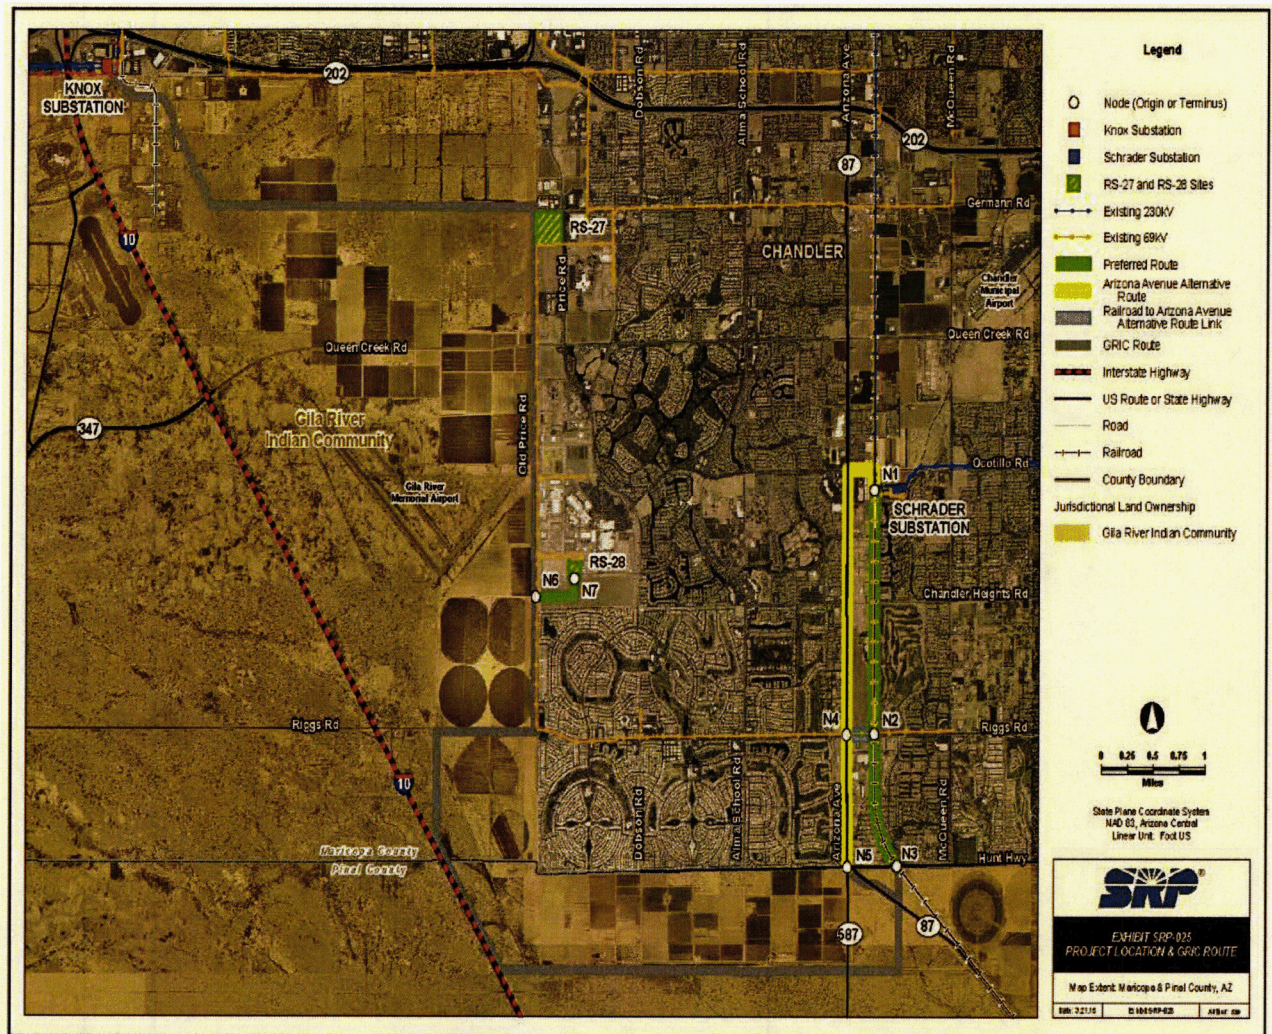 202
KNOX
SUBSTATION
Dobson Rd
Alma School Rd
Arizona Ave
McQueen Rd
87
202
Germann Rd
RS-27
10
CHANDLER
Price Rd
Chandler
Municipal
Airport
Queen Creek Rd
Queen Creek Rd
Old Price Rd
347
Gila River
Indian Community
Gila River
Memorial Airport
Ocotillo Rd
N1
SCHRADER
SUBSTATION
RS-28
N6
N7
Chandler Heights Rd
Riggs Rd
N4
N2
Riggs Rd
10
Dobson Rd
Alma School Rd
Arizona Ave
McQueen Rd
Maricopa County
Pinal County
N5
N3
Hunt Hwy
587
87
Legend
Node (Origin or Terminus)
Knox Substation
Schrader Substation
RS-27 and RS-28 Sites
Existing 230kV
Existing 69kV
Preferred Route
Arizona Avenue Alternative
Route
Railroad to Arizona Avenue
Alternative Route Link
GRIC Route
Interstate Highway
US Route or State Highway
Road
Railroad
County Boundary
Jurisdictional Land Ownership
Gila River Indian Community
0 0.25 0.5 0.75 1
Miles
State Plane Coordinate System
NAD 83, Arizona Central
Linear Unit: Foot US
SRP®
EXHIBIT SRP-025
PROJECT LOCATION & GRIC ROUTE
Map Extent: Maricopa & Pinal County, AZ